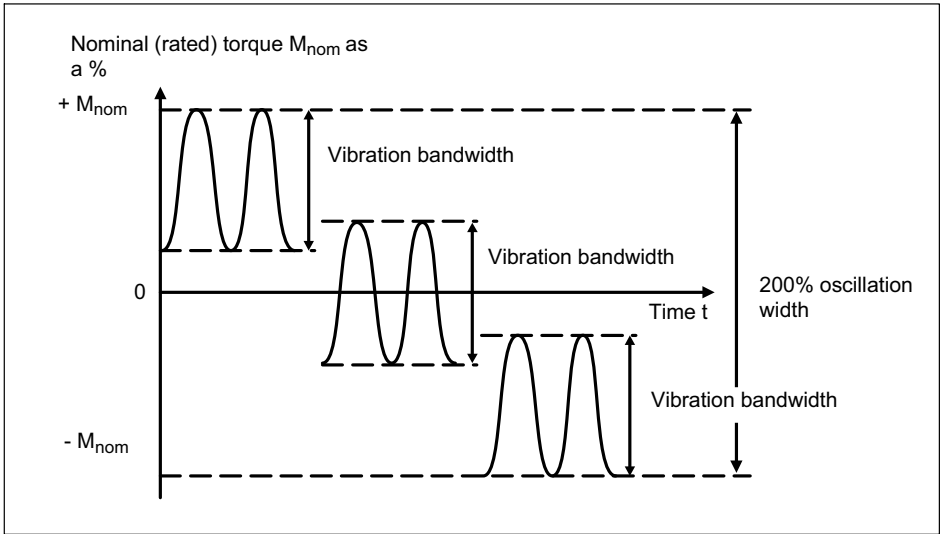 Nominal (rated) torque Mnom as
a %
+ Mnom
Vibration bandwidth
Vibration bandwidth
0
Time t
200% oscillation
width
Vibration bandwidth
- Mnom